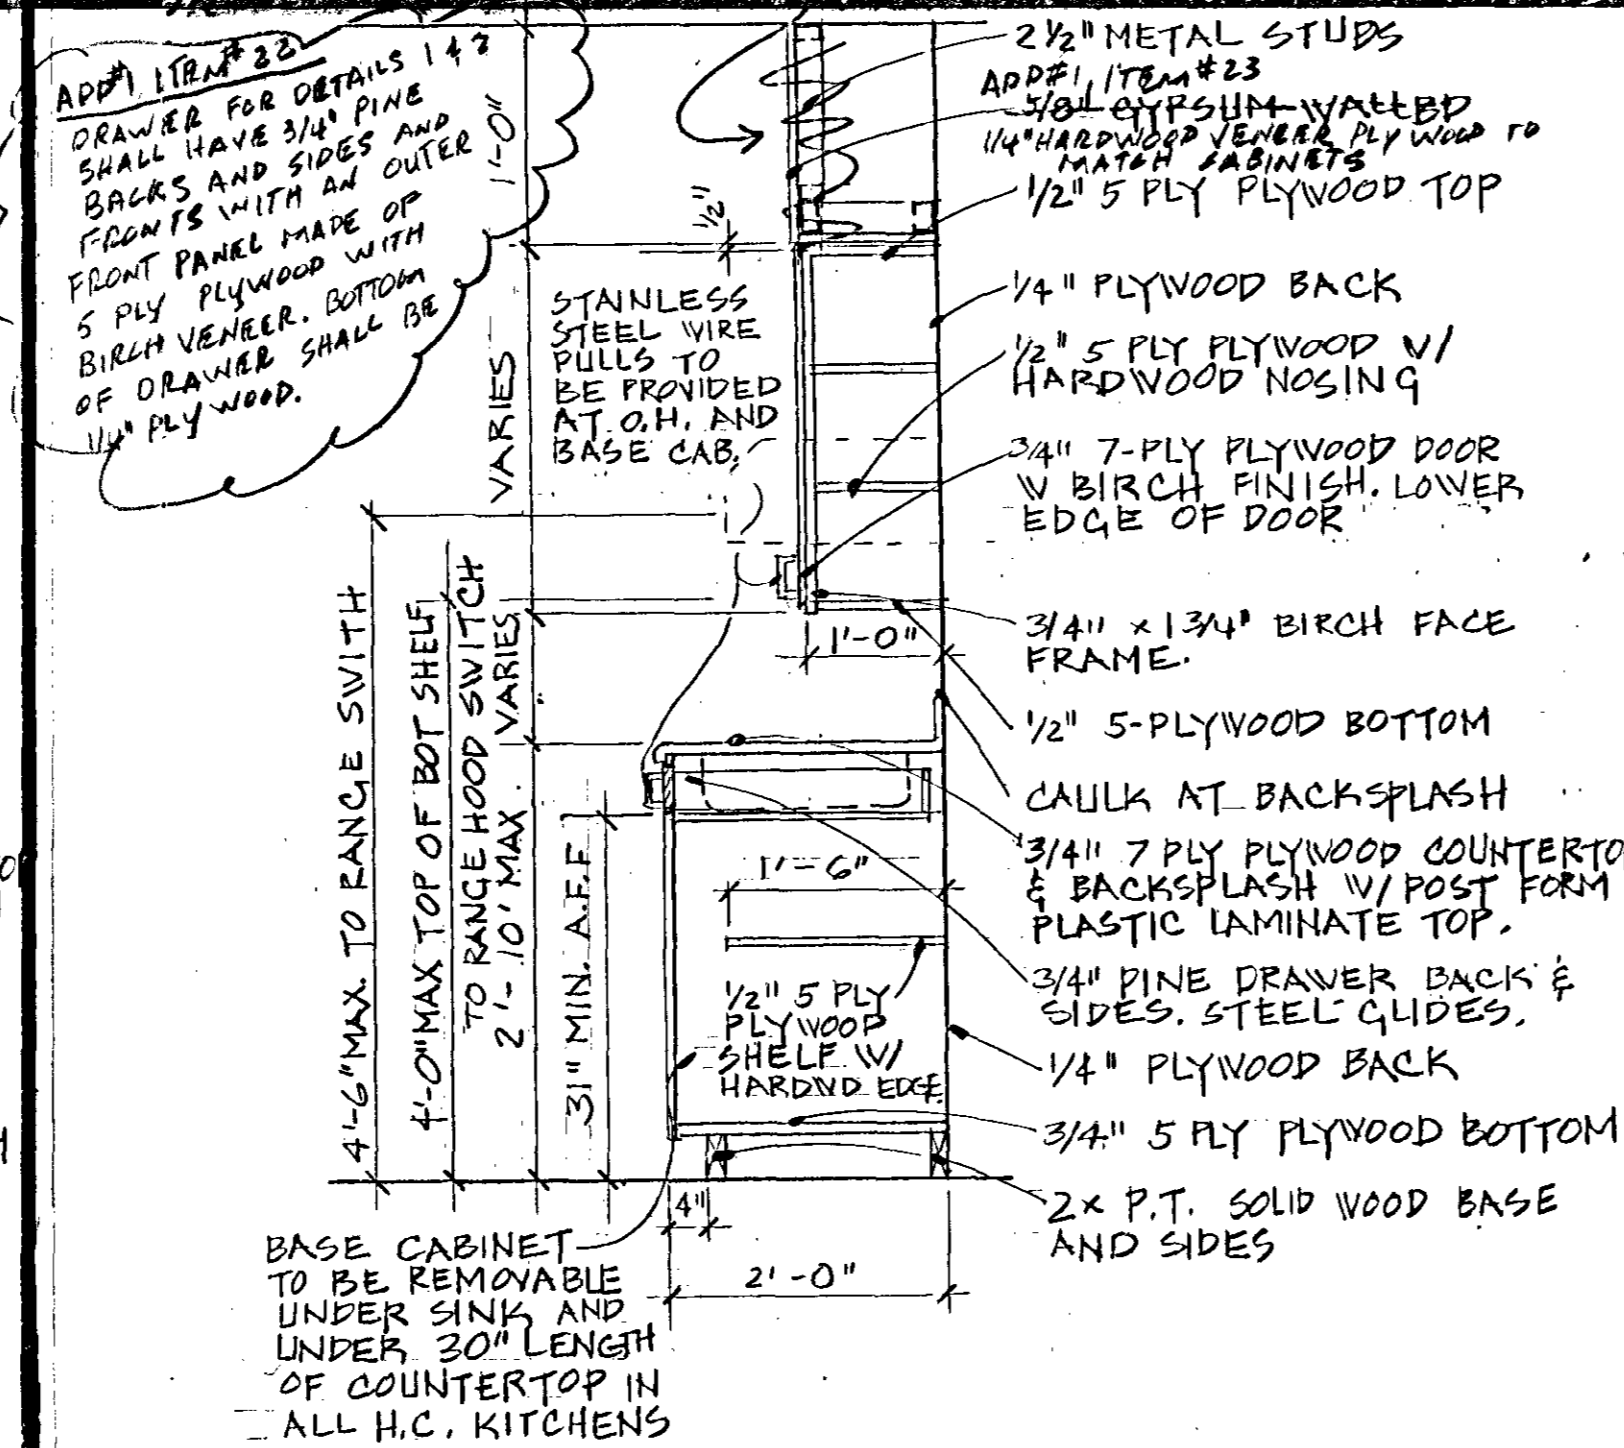 ADD#1 ITEM#22
DRAWER FOR DETAILS 1 & 2
SHALL HAVE 3/4" PINE
BACKS AND SIDES AND
FRONTS WITH AN OUTER
FRONT PANEL MADE OF
5 PLY PLYWOOD WITH
BIRCH VENEER. BOTTOM
OF DRAWER SHALL BE
1/4" PLYWOOD.
1'-0"
VARIES
1/2"
STAINLESS
STEEL WIRE
PULLS TO
BE PROVIDED
AT O.H. AND
BASE CAB.
2 1/2" METAL STUDS
ADD#1, ITEM#23
5/8" GYPSUM WALLBD
1/4" HARDWOOD VENEER PLYWOOD TO
MATCH CABINETS
1/2" 5 PLY PLYWOOD TOP
1/4" PLYWOOD BACK
1/2" 5 PLY PLYWOOD W/
HARDWOOD NOSING
3/4" 7-PLY PLYWOOD DOOR
W BIRCH FINISH. LOWER
EDGE OF DOOR
3/4" x 1 3/4" BIRCH FACE
FRAME.
1/2" 5-PLYWOOD BOTTOM
CAULK AT BACKSPLASH
3/4" 7 PLY PLYWOOD COUNTERTO
& BACKSPLASH W/ POST FORM
PLASTIC LAMINATE TOP.
3/4" PINE DRAWER BACK &
SIDES. STEEL GLIDES.
1/4" PLYWOOD BACK
3/4" 5 PLY PLYWOOD BOTTOM
2x P.T. SOLID WOOD BASE
AND SIDES
4'-6" MAX. TO RANGE SWITH
4'-0" MAX TOP OF BOT SHELF
TO RANGE HOOD SWITCH
VARIES
2'-10' MAX.
31" MIN. A.F.F.
1'-0"
1'-6"
1/2" 5 PLY
PLYWOOD
SHELF W/
HARDWD EDGE
4"
2'-0"
BASE CABINET
TO BE REMOVABLE
UNDER SINK AND
UNDER 30" LENGTH
OF COUNTERTOP IN
ALL H.C. KITCHENS